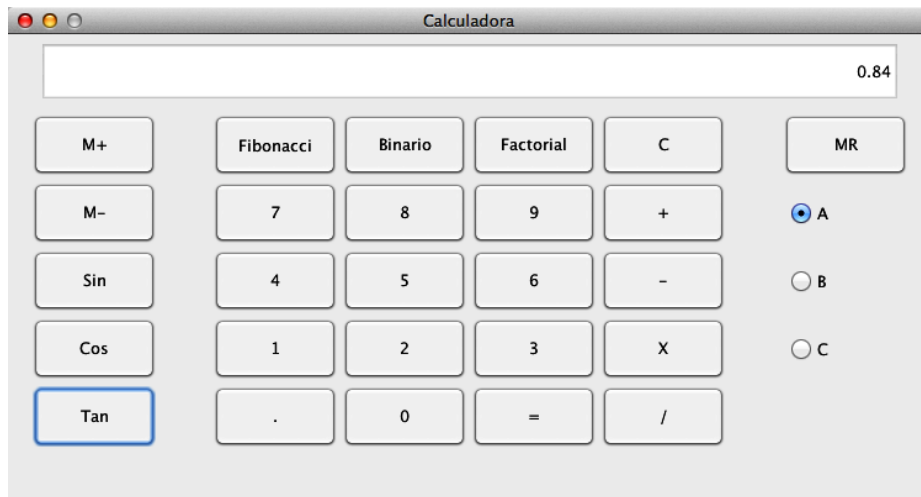 Calculadora
0.84
M+ Fibonacci Binario Factorial C MR
M- 7 8 9 + A
Sin 4 5 6 - B
Cos 1 2 3 X C
Tan . 0 = /